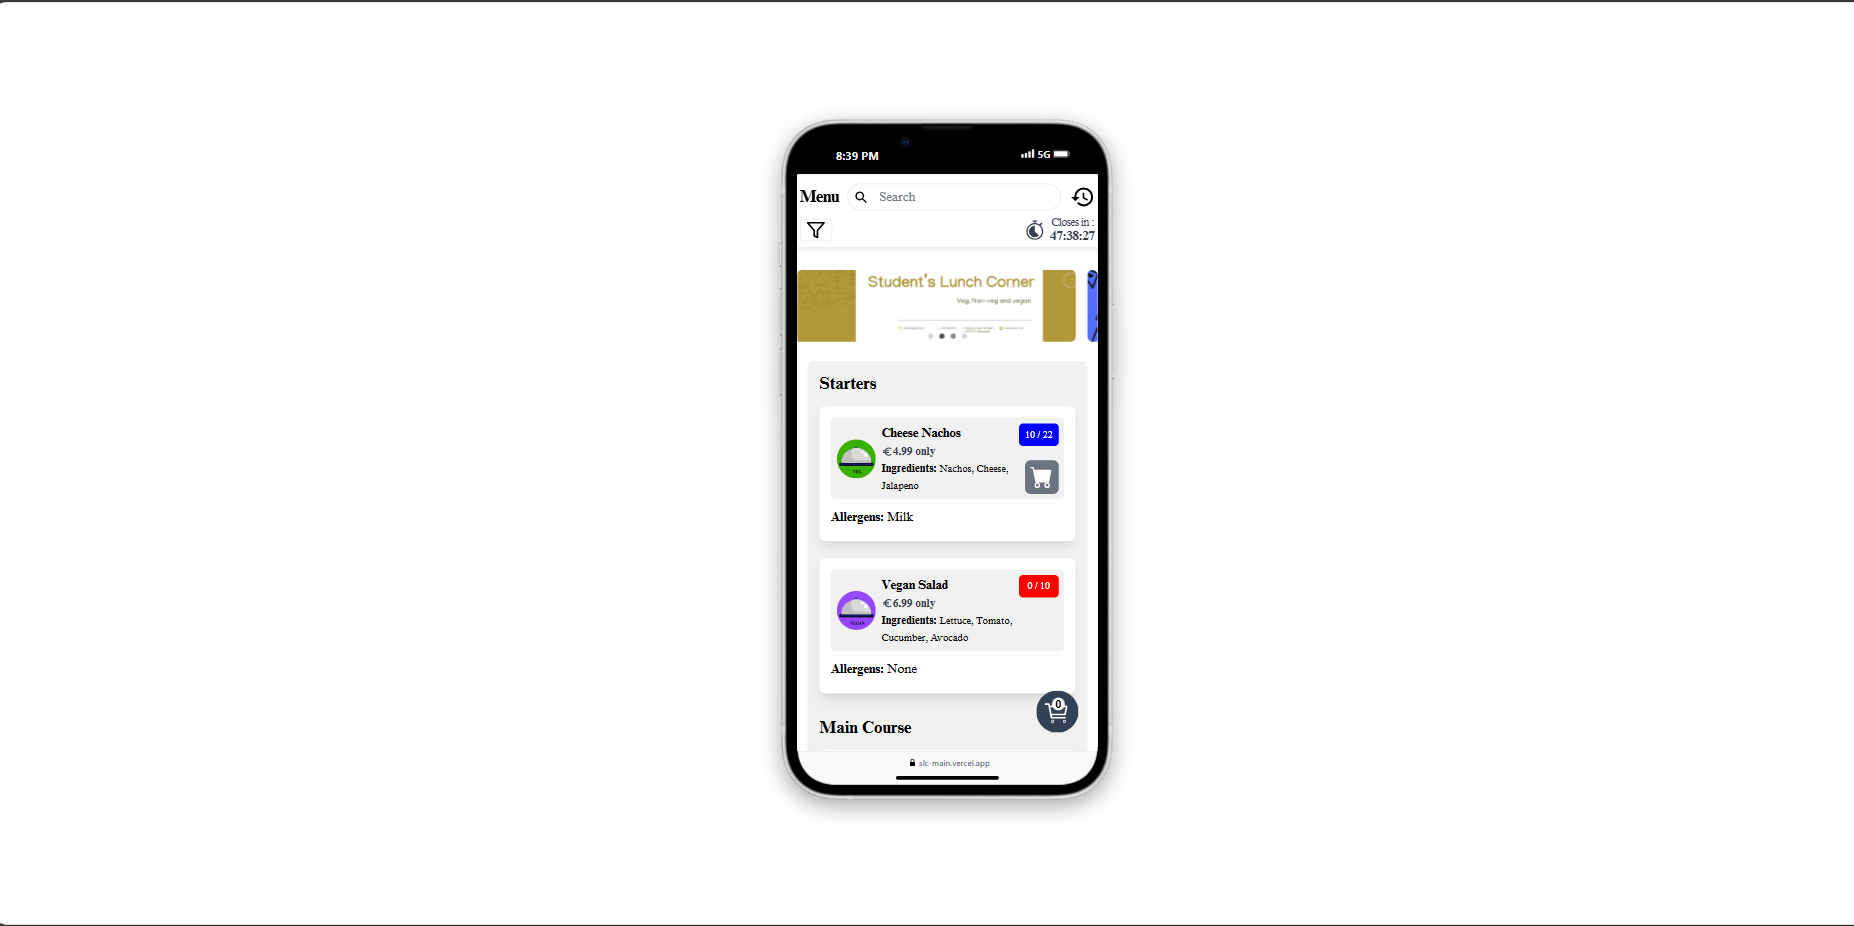 8:39 PM
5G
Menu
Search
Closes in :
47:38:27
Student's Lunch Corner
Veg, Non-veg and vegan
Starters
Cheese Nachos
10 / 22
€4.99 only
Ingredients: Nachos, Cheese,
Jalapeno
VEG
Allergens: Milk
Vegan Salad
0 / 10
€6.99 only
Ingredients: Lettuce, Tomato,
Cucumber, Avocado
VEGAN
Allergens: None
0
Main Course
slc-main.vercel.app